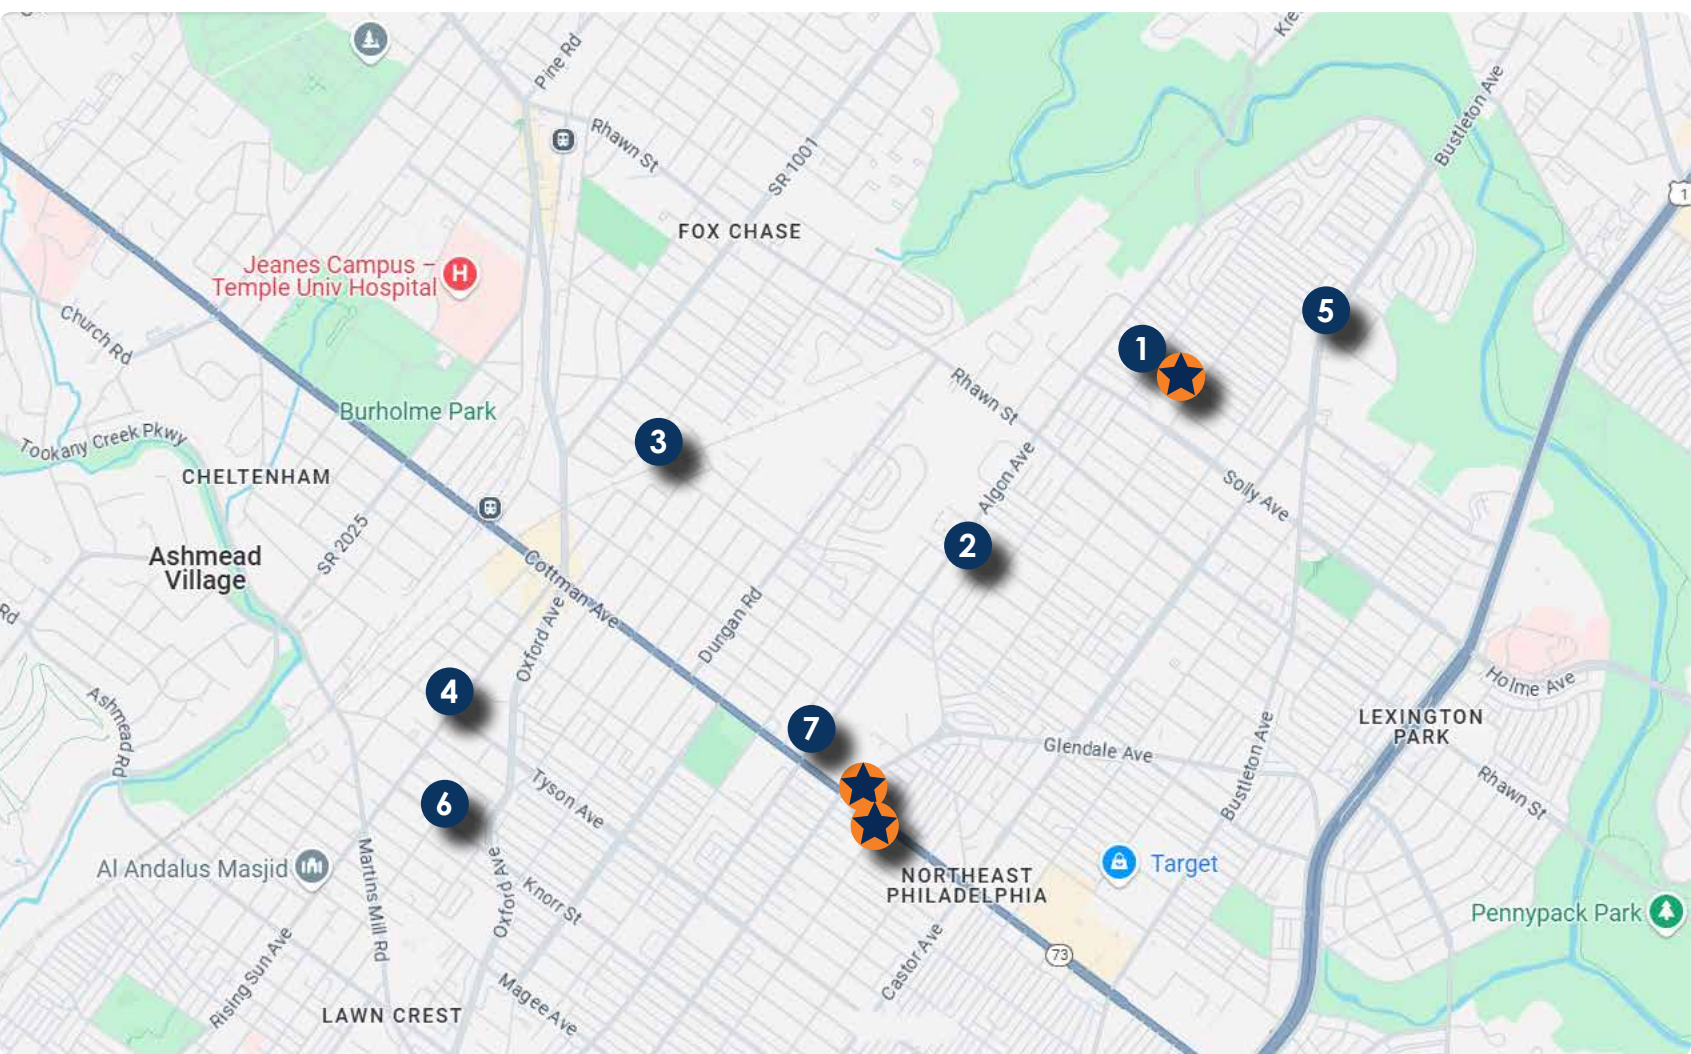 Pine Rd
Kre
Rhawn St
SR 1001
Bustleton Ave
1
FOX CHASE
Jeanes Campus –
Temple Univ Hospital
H
Church Rd
5
1
Burholme Park
Rhawn St
3
Tookany Creek Pkwy
CHELTENHAM
Algon Ave
Solly Ave
SR 2025
2
Ashmead
Village
Cottman Ave
Rd
Oxford Ave
Dungan Rd
4
Holme Ave
Ashmead Rd
7
LEXINGTON
PARK
Glendale Ave
Bustleton Ave
Tyson Ave
6
Rhawn St
Al Andalus Masjid
Martins Mill Rd
Oxford Ave
Knorr St
NORTHEAST
PHILADELPHIA
Target
Pennypack Park
Castor Ave
73
Rising Sun Ave
Magee Ave
LAWN CREST